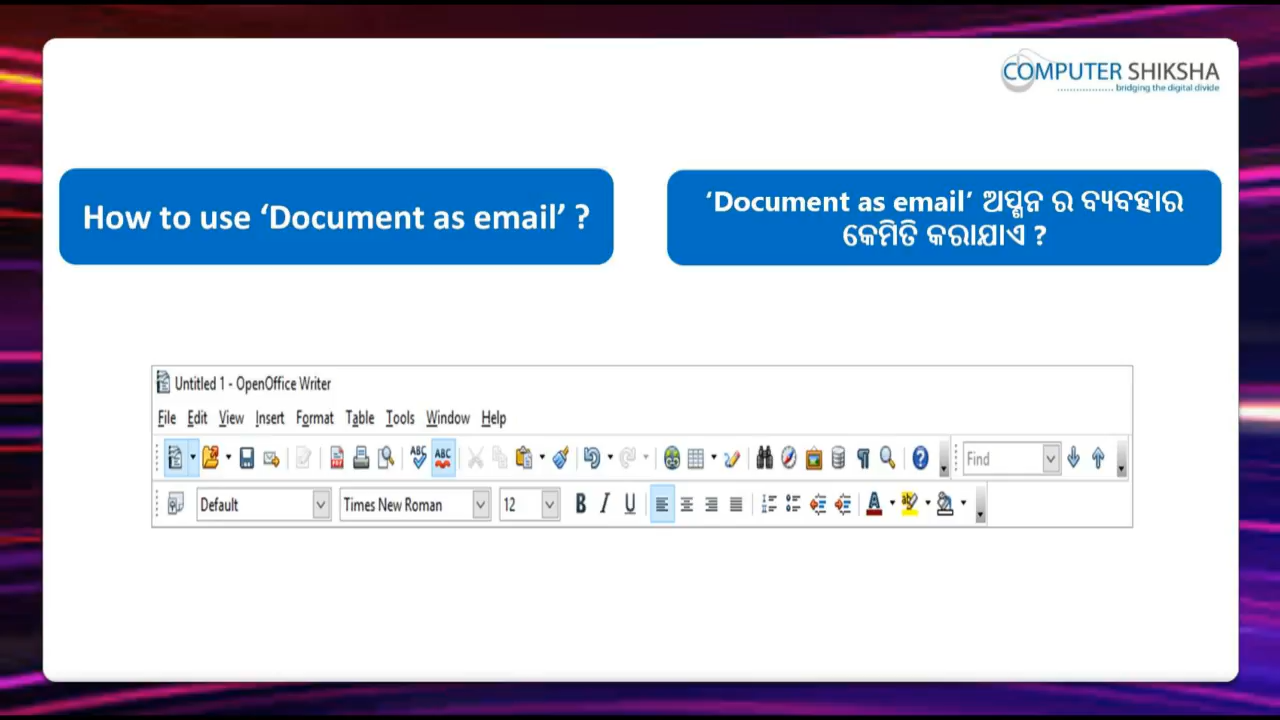 COMPUTER SHIKSHA
bridging the digital divide
How to use ‘Document as email’ ?
‘Document as email’ ଅପ୍ସନ ର ବ୍ୟବହାର
କେମିତି କରାଯାଏ ?
Untitled 1 - OpenOffice Writer
File Edit View Insert Format Table Tools Window Help
ABC ABC Find
Default Times New Roman 12 B I U A